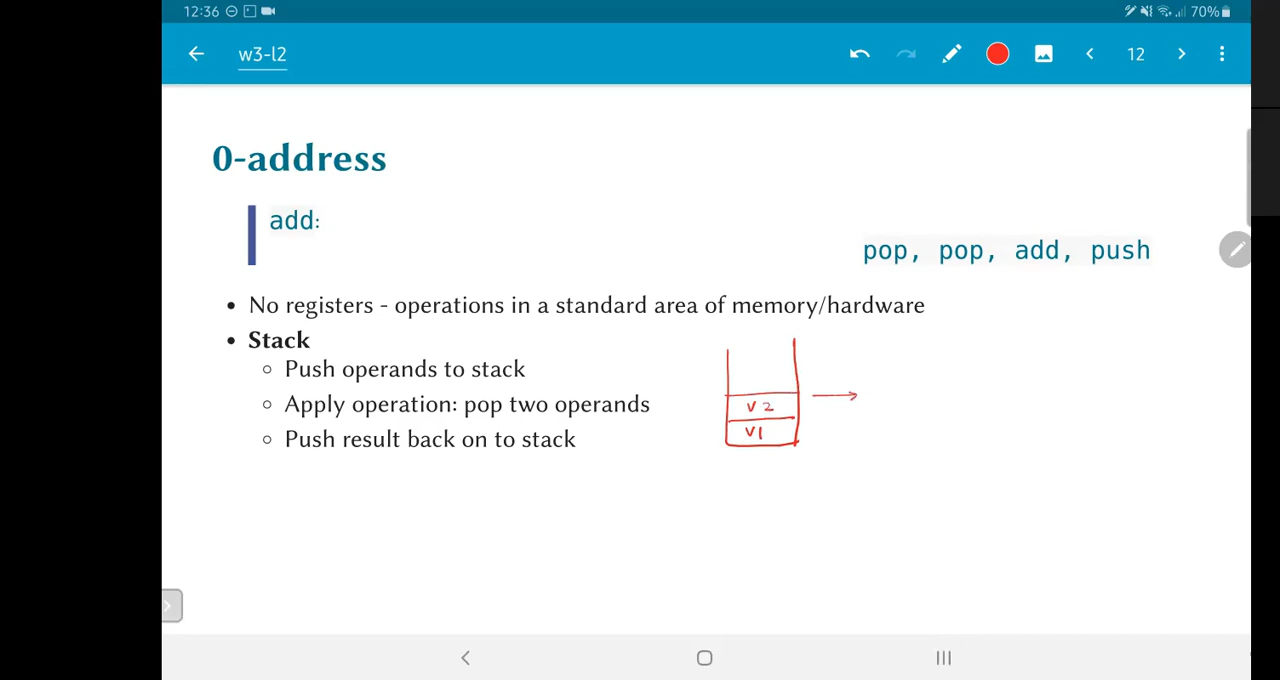 12:36 70%
w3-l2 12
0-address
add:
pop, pop, add, push
• No registers - operations in a standard area of memory/hardware
• Stack
◦ Push operands to stack
◦ Apply operation: pop two operands
◦ Push result back on to stack
v2
v1